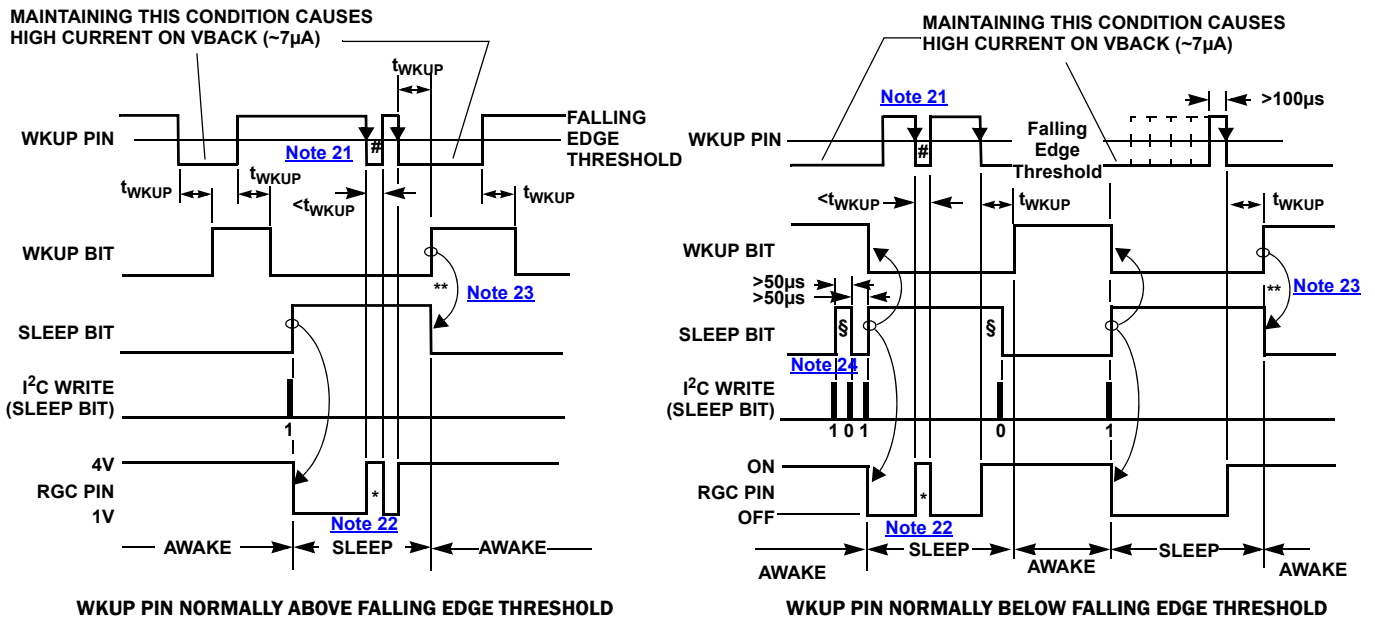 MAINTAINING THIS CONDITION CAUSES
HIGH CURRENT ON VBACK (~7µA)
tWKUP
WKUP PIN
Note 21
#
FALLING
EDGE
THRESHOLD
tWKUP
tWKUP
<tWKUP
tWKUP
WKUP BIT
**
Note 23
SLEEP BIT
I2C WRITE
(SLEEP BIT)
1
4V
RGC PIN
1V
*
Note 22
AWAKE
SLEEP
AWAKE
WKUP PIN NORMALLY ABOVE FALLING EDGE THRESHOLD
MAINTAINING THIS CONDITION CAUSES
HIGH CURRENT ON VBACK (~7µA)
Note 21
>100µs
WKUP PIN
#
Falling
Edge
Threshold
<tWKUP
tWKUP
tWKUP
WKUP BIT
>50µs
>50µs
**
Note 23
SLEEP BIT
§
§
Note 24
I2C WRITE
(SLEEP BIT)
1 0 1
0
1
ON
RGC PIN
OFF
*
Note 22
SLEEP
SLEEP
AWAKE
AWAKE
AWAKE
WKUP PIN NORMALLY BELOW FALLING EDGE THRESHOLD